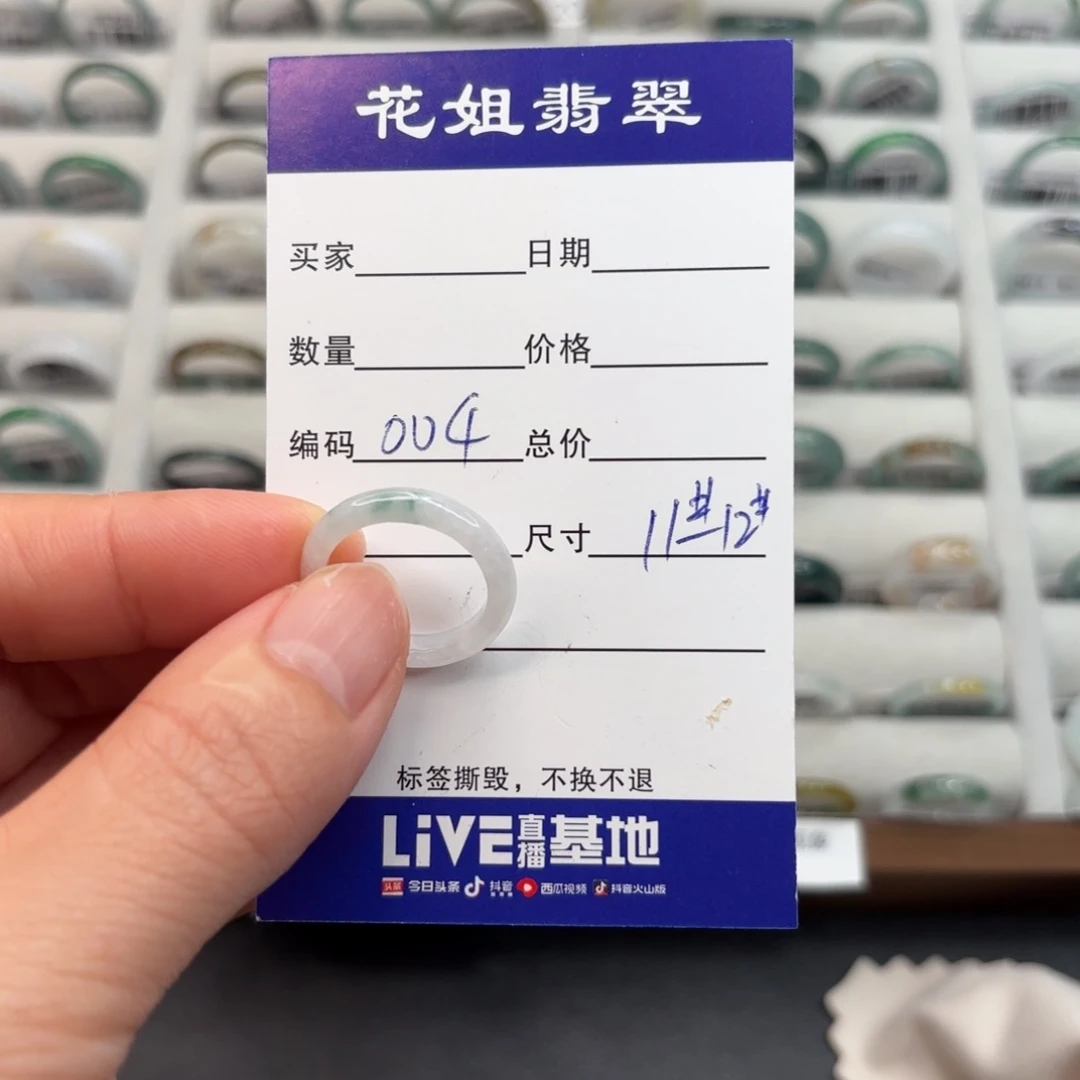 花姐翡翠
买家 日期
数量 价格
编码 004 总价
尺寸 11#-12#
标签撕毁，不换不退
LiVE直播基地
头条 今日头条 抖音 西瓜视频 抖音火山版